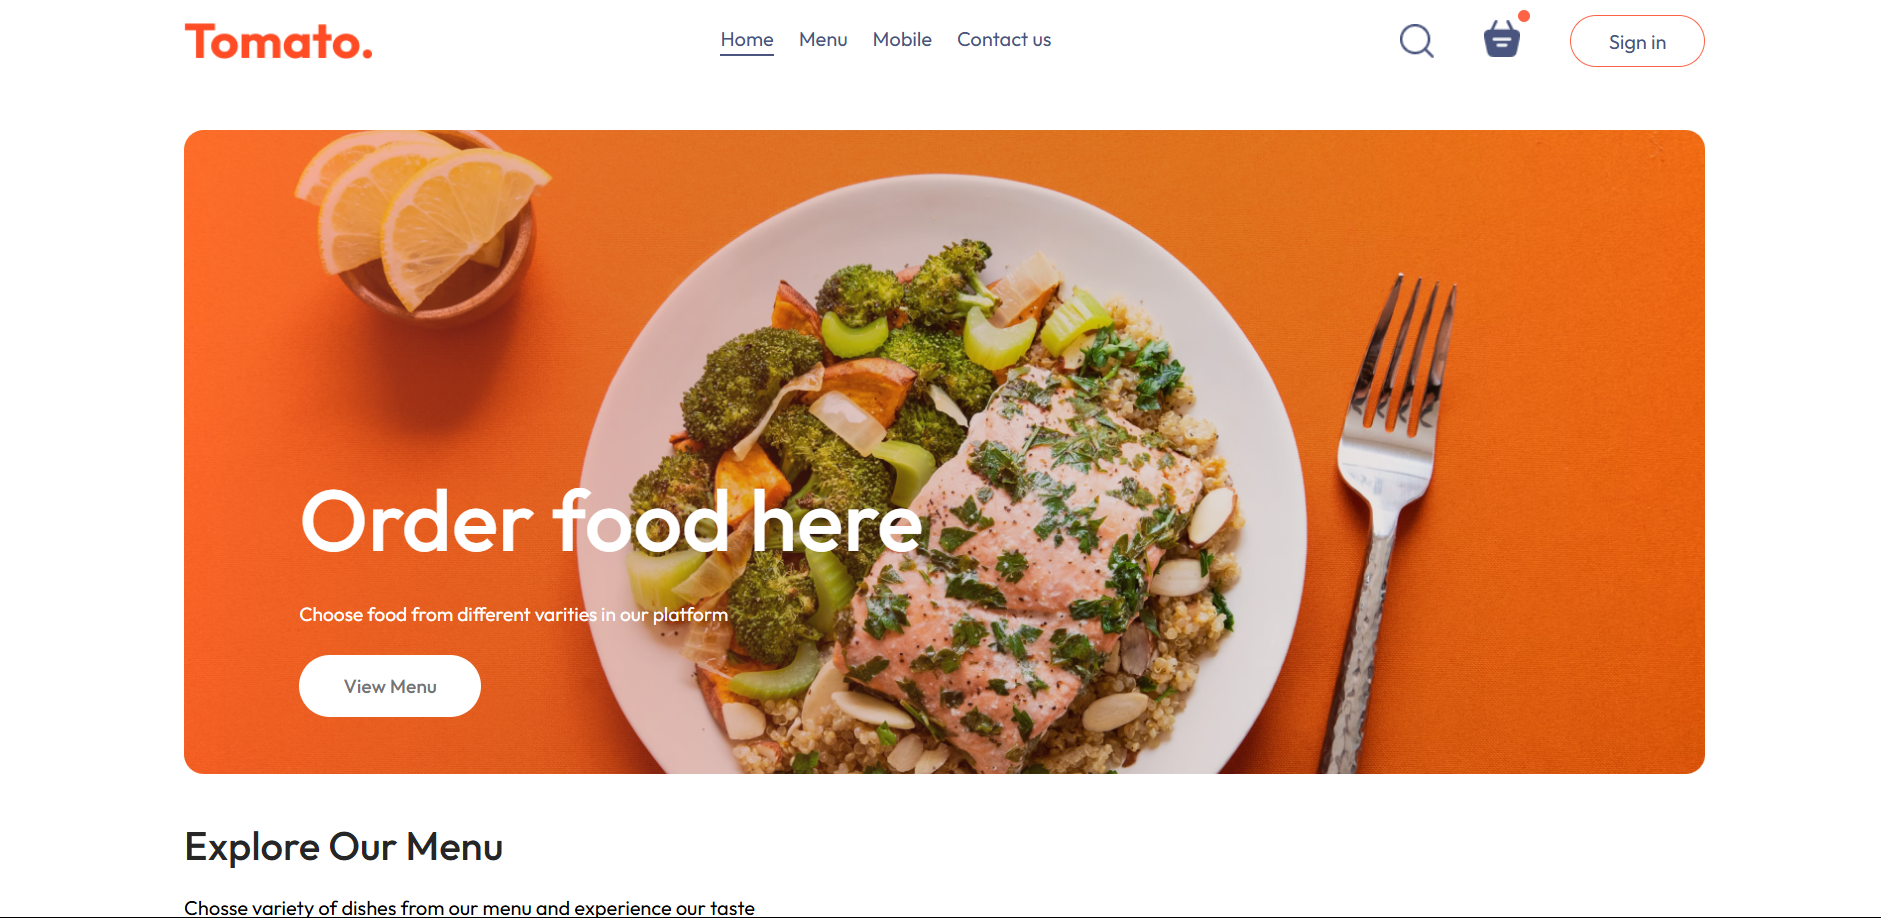 Tomato.
Home Menu Mobile Contact us
Sign in
Order food here
Choose food from different varities in our platform
View Menu
Explore Our Menu
Chosse variety of dishes from our menu and experience our taste